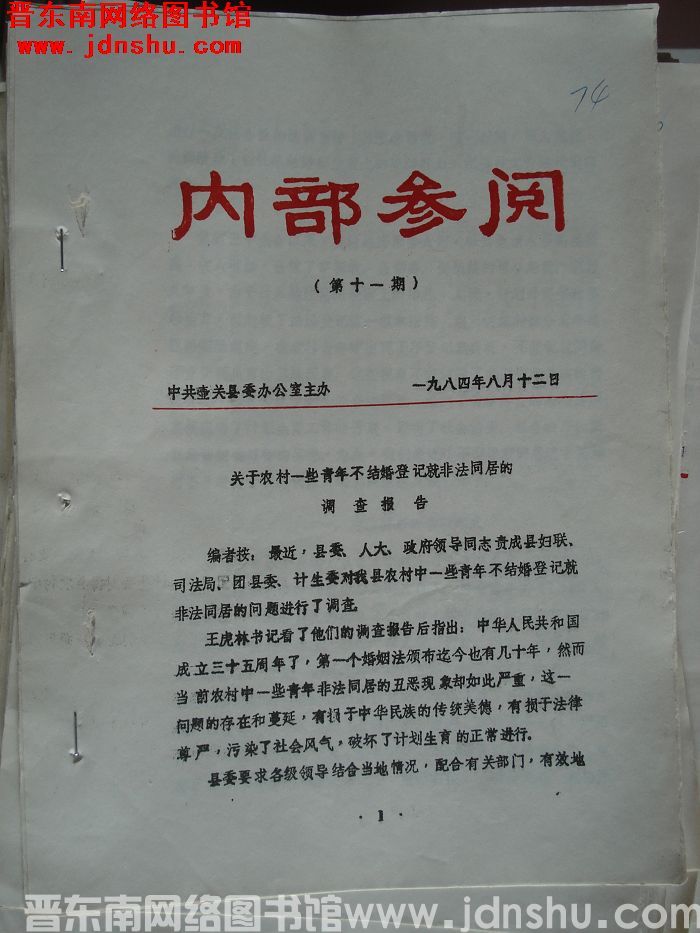 晋东南网络图书馆
www.jdnshu.com
74
内部参阅
（第十一期）
中共壶关县委办公室主办 一九八四年八月十二日
关于农村一些青年不结婚登记就非法同居的
调查报告
编者按：最近，县委、人大、政府领导同志责成县妇联、
司法局、团县委、计生委对我县农村中一些青年不结婚登记就
非法同居的问题进行了调查。
王虎林书记看了他们的调查报告后指出：中华人民共和国
成立三十五周年了，第一个婚姻法颁布迄今也有几十年，然而
当前农村中一些青年非法同居的丑恶现象却如此严重，这一
问题的存在和蔓延，有损于中华民族的传统美德，有损于法律
尊严，污染了社会风气，破坏了计划生育的正常进行。
县委要求各级领导结合当地情况，配合有关部门，有效地
·1·
晋东南网络图书馆www.jdnshu.com